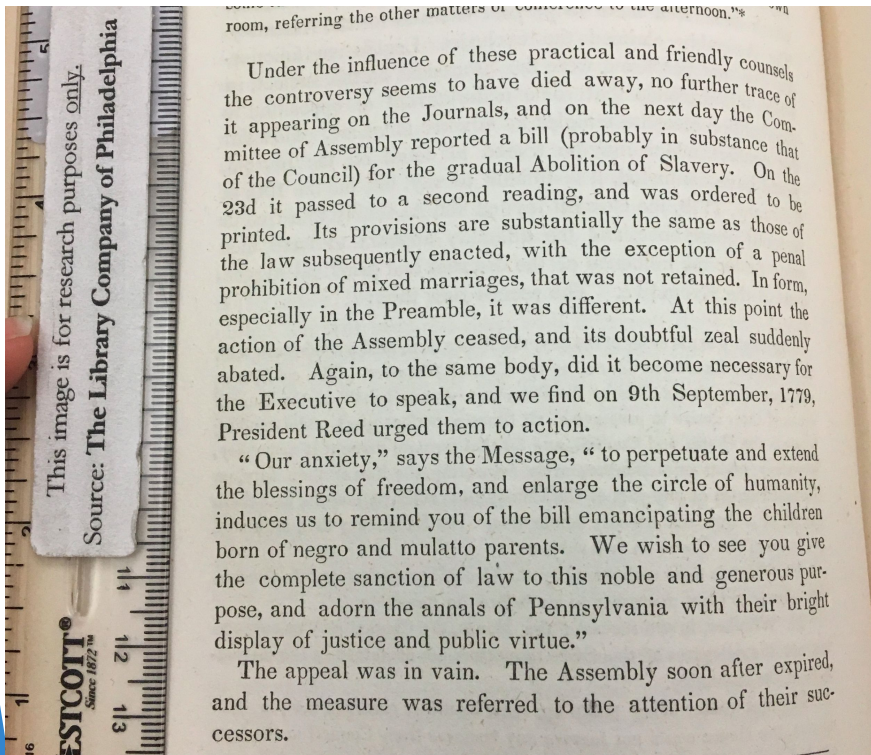 room, referring the other matters of conference to the afternoon."*
Under the influence of these practical and friendly counsels
the controversy seems to have died away, no further trace of
it appearing on the Journals, and on the next day the Com-
mittee of Assembly reported a bill (probably in substance that
of the Council) for the gradual Abolition of Slavery. On the
23d it passed to a second reading, and was ordered to be
printed. Its provisions are substantially the same as those of
the law subsequently enacted, with the exception of a penal
prohibition of mixed marriages, that was not retained. In form,
especially in the Preamble, it was different. At this point the
action of the Assembly ceased, and its doubtful zeal suddenly
abated. Again, to the same body, did it become necessary for
the Executive to speak, and we find on 9th September, 1779,
President Reed urged them to action.
" Our anxiety," says the Message, " to perpetuate and extend
the blessings of freedom, and enlarge the circle of humanity,
induces us to remind you of the bill emancipating the children
born of negro and mulatto parents. We wish to see you give
the complete sanction of law to this noble and generous pur-
pose, and adorn the annals of Pennsylvania with their bright
display of justice and public virtue."
The appeal was in vain. The Assembly soon after expired,
and the measure was referred to the attention of their suc-
cessors.
This image is for research purposes only.
Source: The Library Company of Philadelphia
ESTCOTT®
Since 1872™
11
12
13
1
2
4
5
16